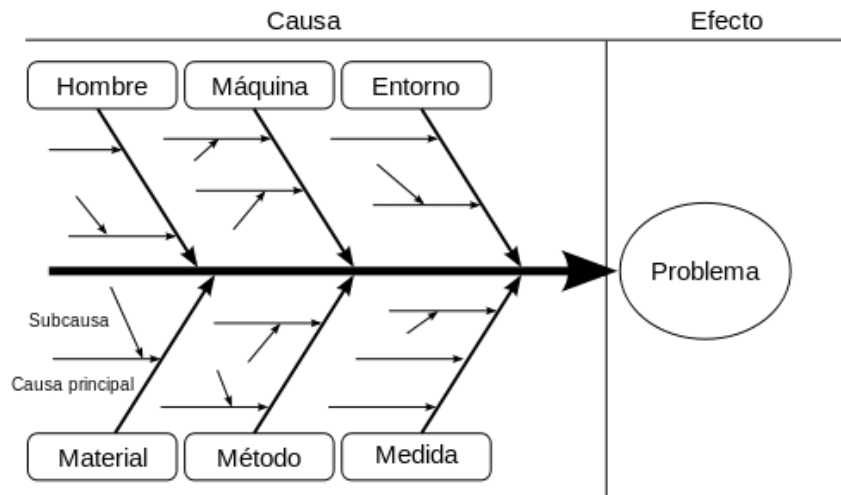 Causa
Efecto
Hombre
Máquina
Entorno
Problema
Subcausa
Causa principal
Material
Método
Medida